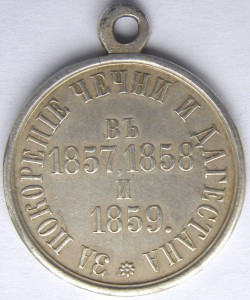 ЗА ПОКОРЕНІЕ ЧЕЧНИ И ДАГЕСТАНА
ВЪ
1857, 1858
И
1859.